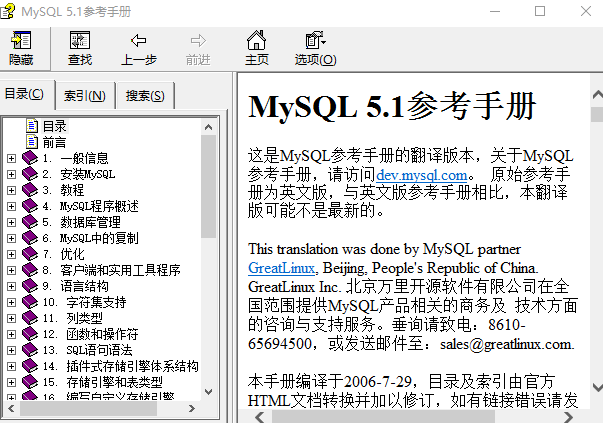 MySQL 5.1参考手册
隐藏 查找 上一步 前进 主页 选项(O)
目录(C) 索引(N) 搜索(S)
目录
前言
1. 一般信息
2. 安装MySQL
3. 教程
4. MySQL程序概述
5. 数据库管理
6. MySQL中的复制
7. 优化
8. 客户端和实用工具程序
9. 语言结构
10. 字符集支持
11. 列类型
12. 函数和操作符
13. SQL语句语法
14. 插件式存储引擎体系结构
15. 存储引擎和表类型
16. 编写自定义存储引擎
MySQL 5.1参考手册
这是MySQL参考手册的翻译版本，关于MySQL
参考手册，请访问dev.mysql.com。 原始参考手
册为英文版，与英文版参考手册相比，本翻译
版可能不是最新的。
This translation was done by MySQL partner
GreatLinux, Beijing, People's Republic of China.
GreatLinux Inc. 北京万里开源软件有限公司在全
国范围提供MySQL产品相关的商务及 技术方面
的咨询与支持服务。垂询请致电：8610-
65694500，或发送邮件至：sales@greatlinux.com.
本手册编译于2006-7-29，目录及索引由官方
HTML文档转换并加以修订，如有链接错误请发